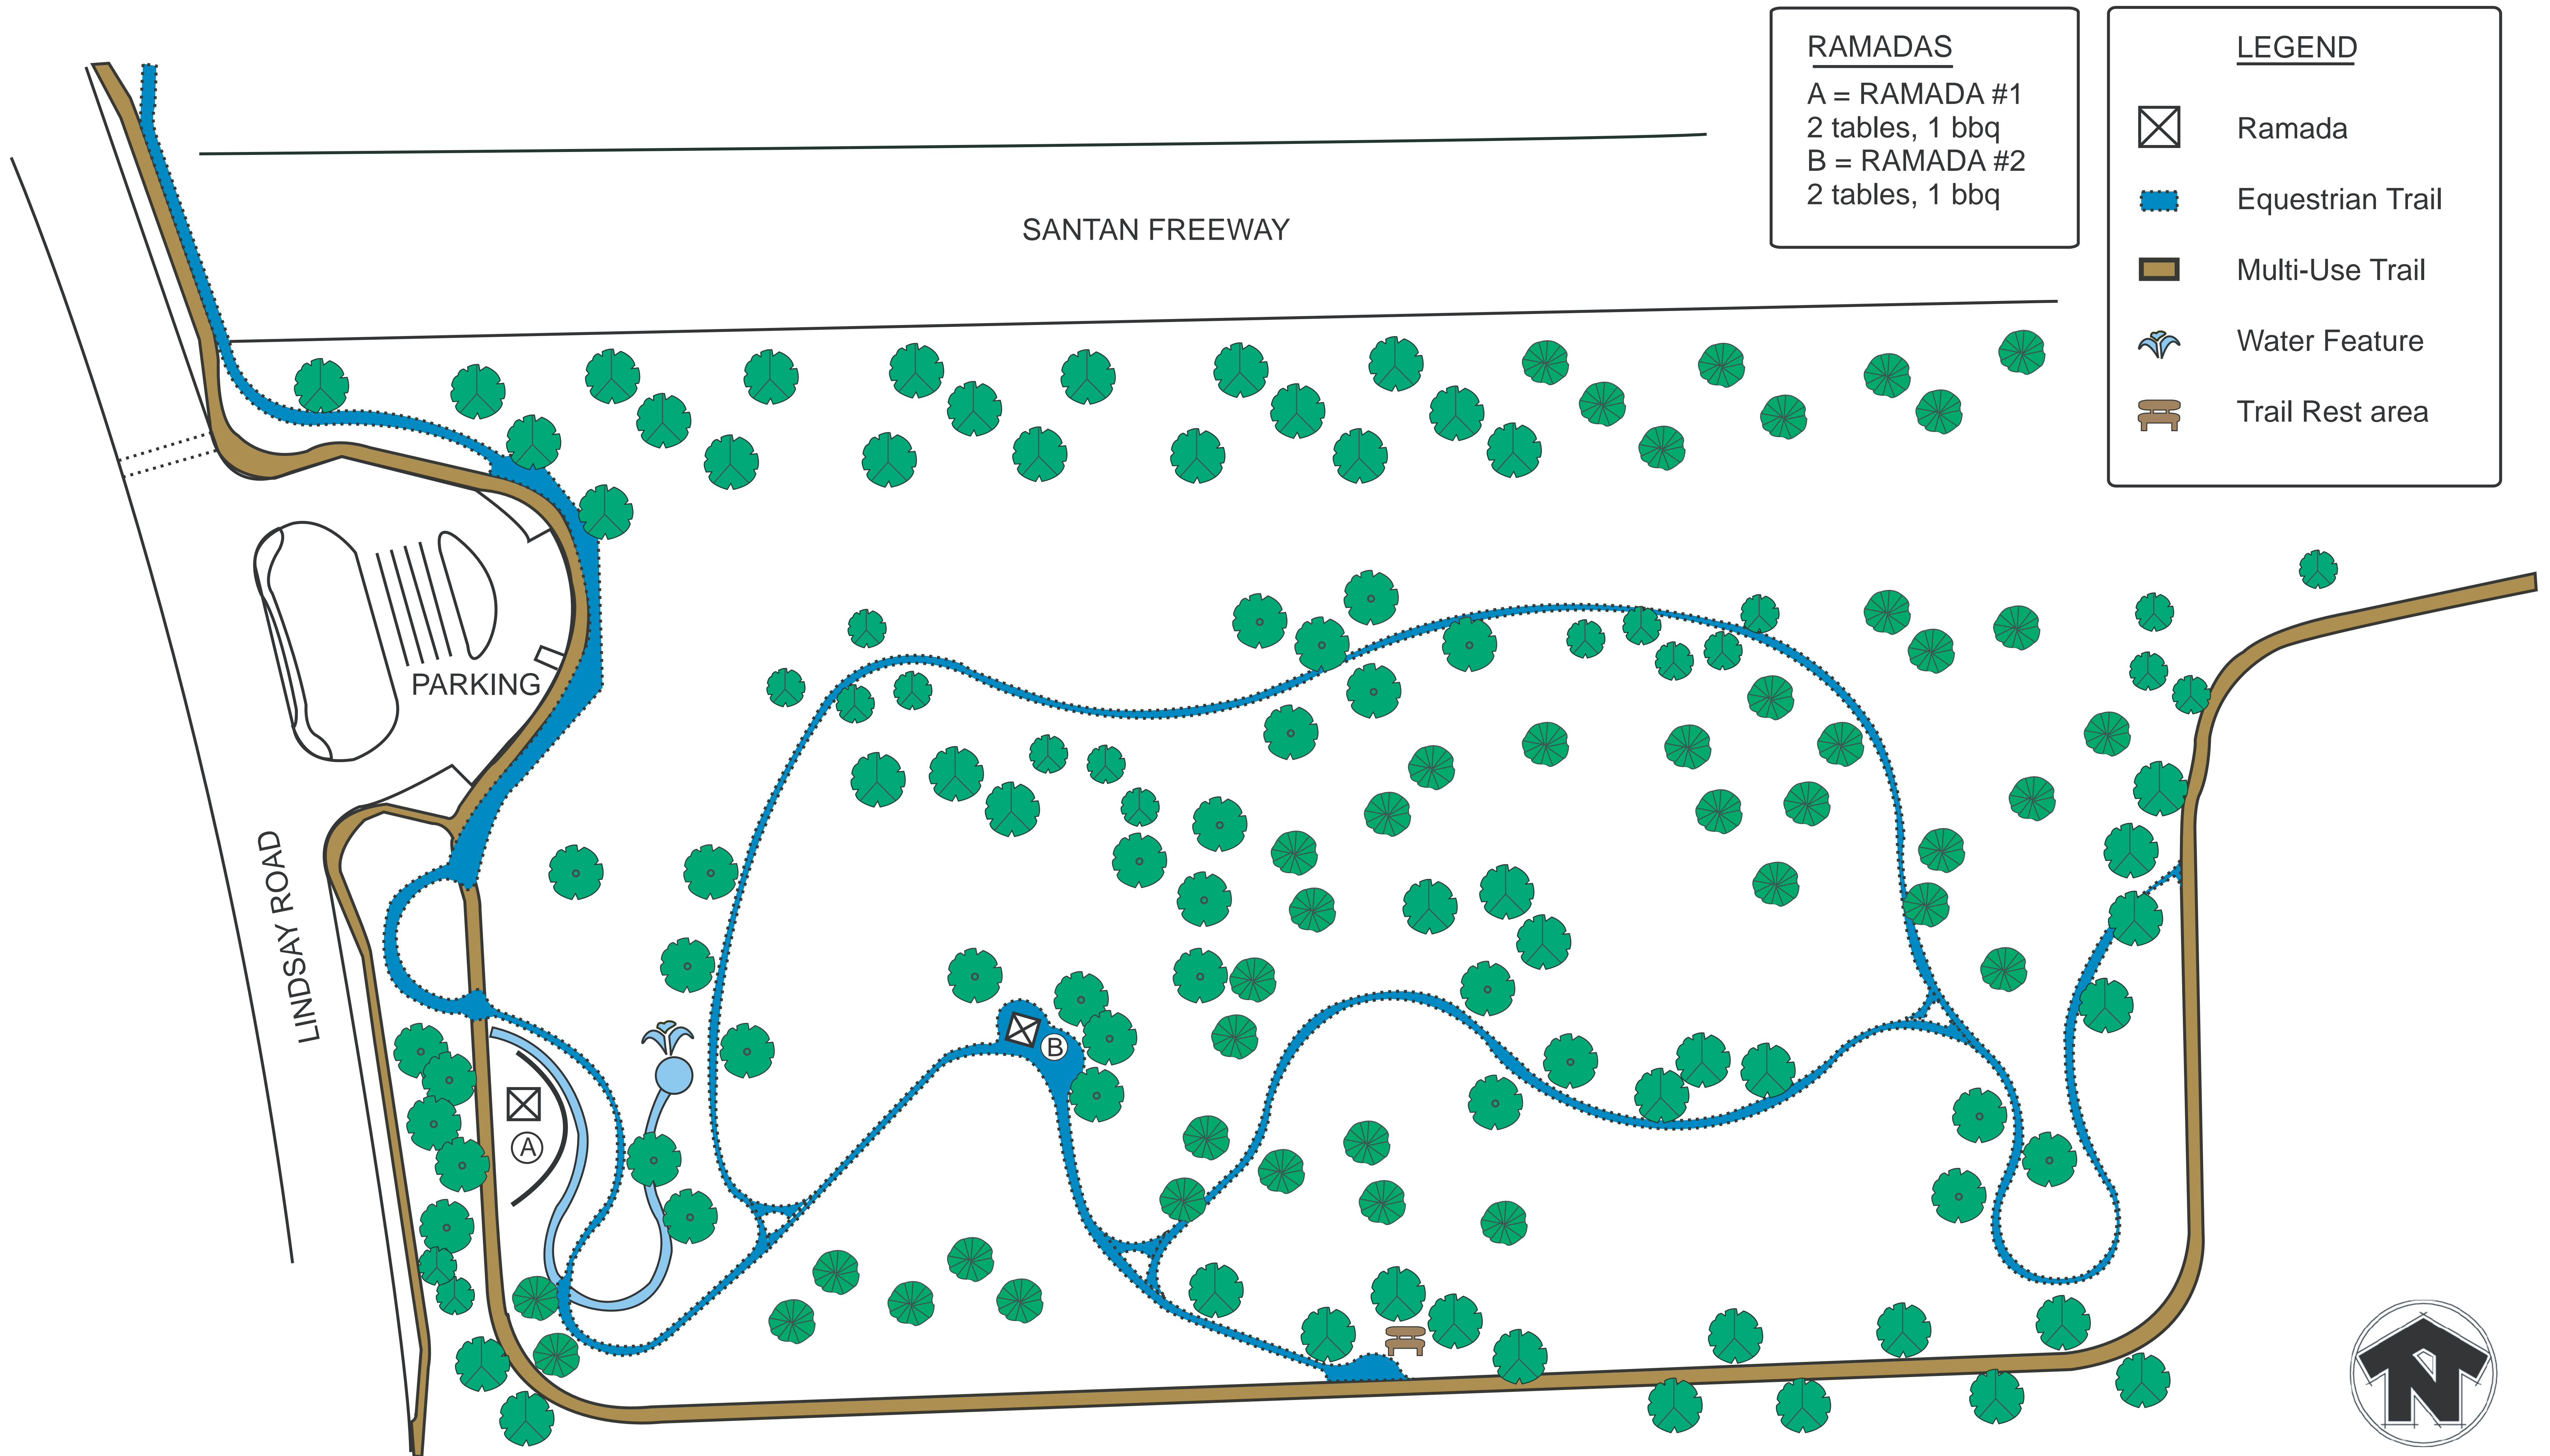 RAMADAS
A = RAMADA #1
2 tables, 1 bbq
B = RAMADA #2
2 tables, 1 bbq
LEGEND
Ramada
Equestrian Trail
Multi-Use Trail
Water Feature
Trail Rest area
SANTAN FREEWAY
PARKING
LINDSAY ROAD
B
A
N